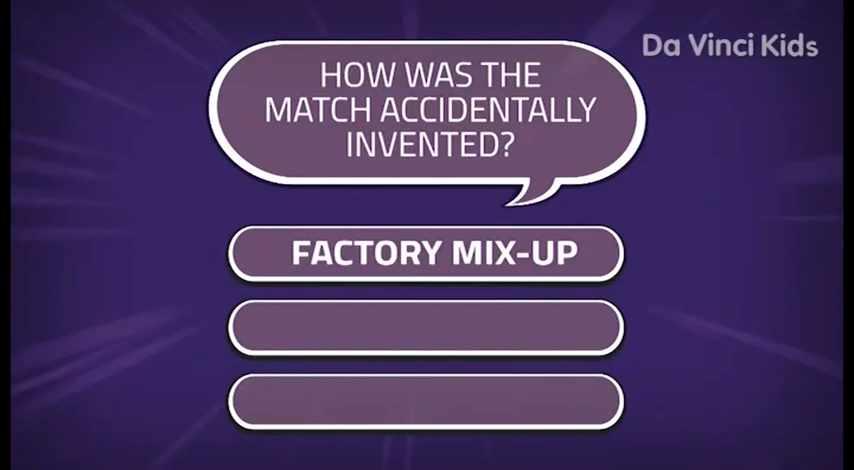 Da Vinci Kids
HOW WAS THE
MATCH ACCIDENTALLY
INVENTED?
FACTORY MIX-UP